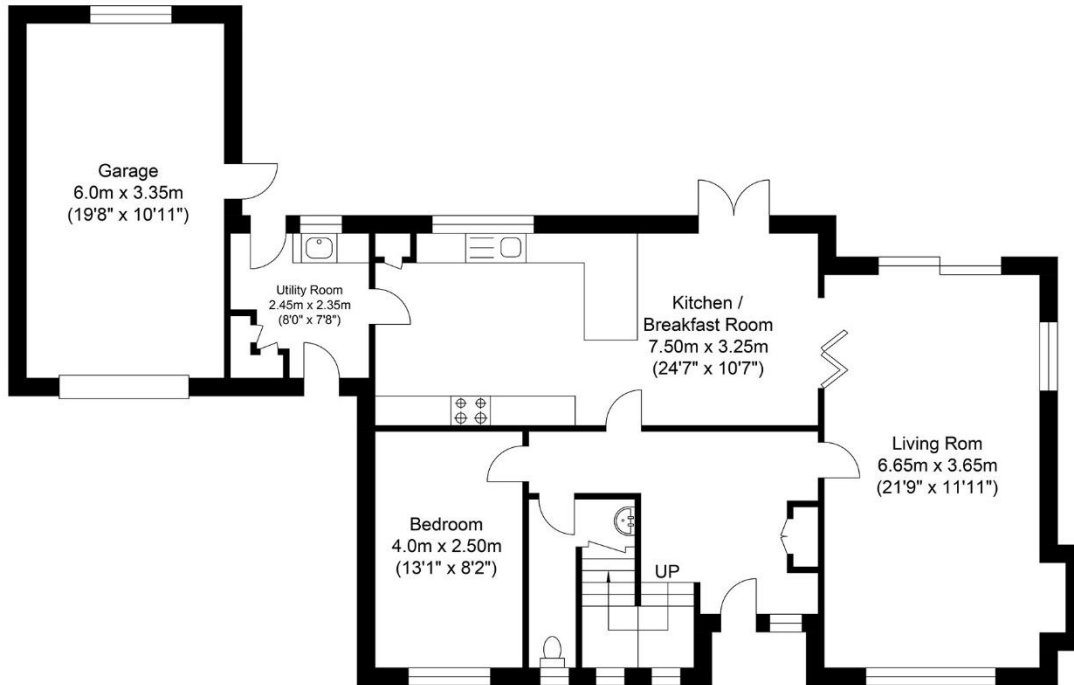 Garage
6.0m x 3.35m
(19'8" x 10'11")
Utility Room
2.45m x 2.35m
(8'0" x 7'8")
Kitchen /
Breakfast Room
7.50m x 3.25m
(24'7" x 10'7")
Living Rom
6.65m x 3.65m
(21'9" x 11'11")
Bedroom
4.0m x 2.50m
(13'1" x 8'2")
UP